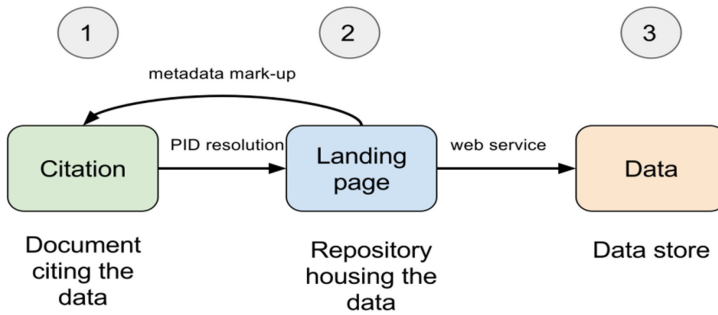 1
2
3
metadata mark-up
PID resolution
web service
Citation
Landing
page
Data
Document
citing the
data
Repository
housing the
data
Data store